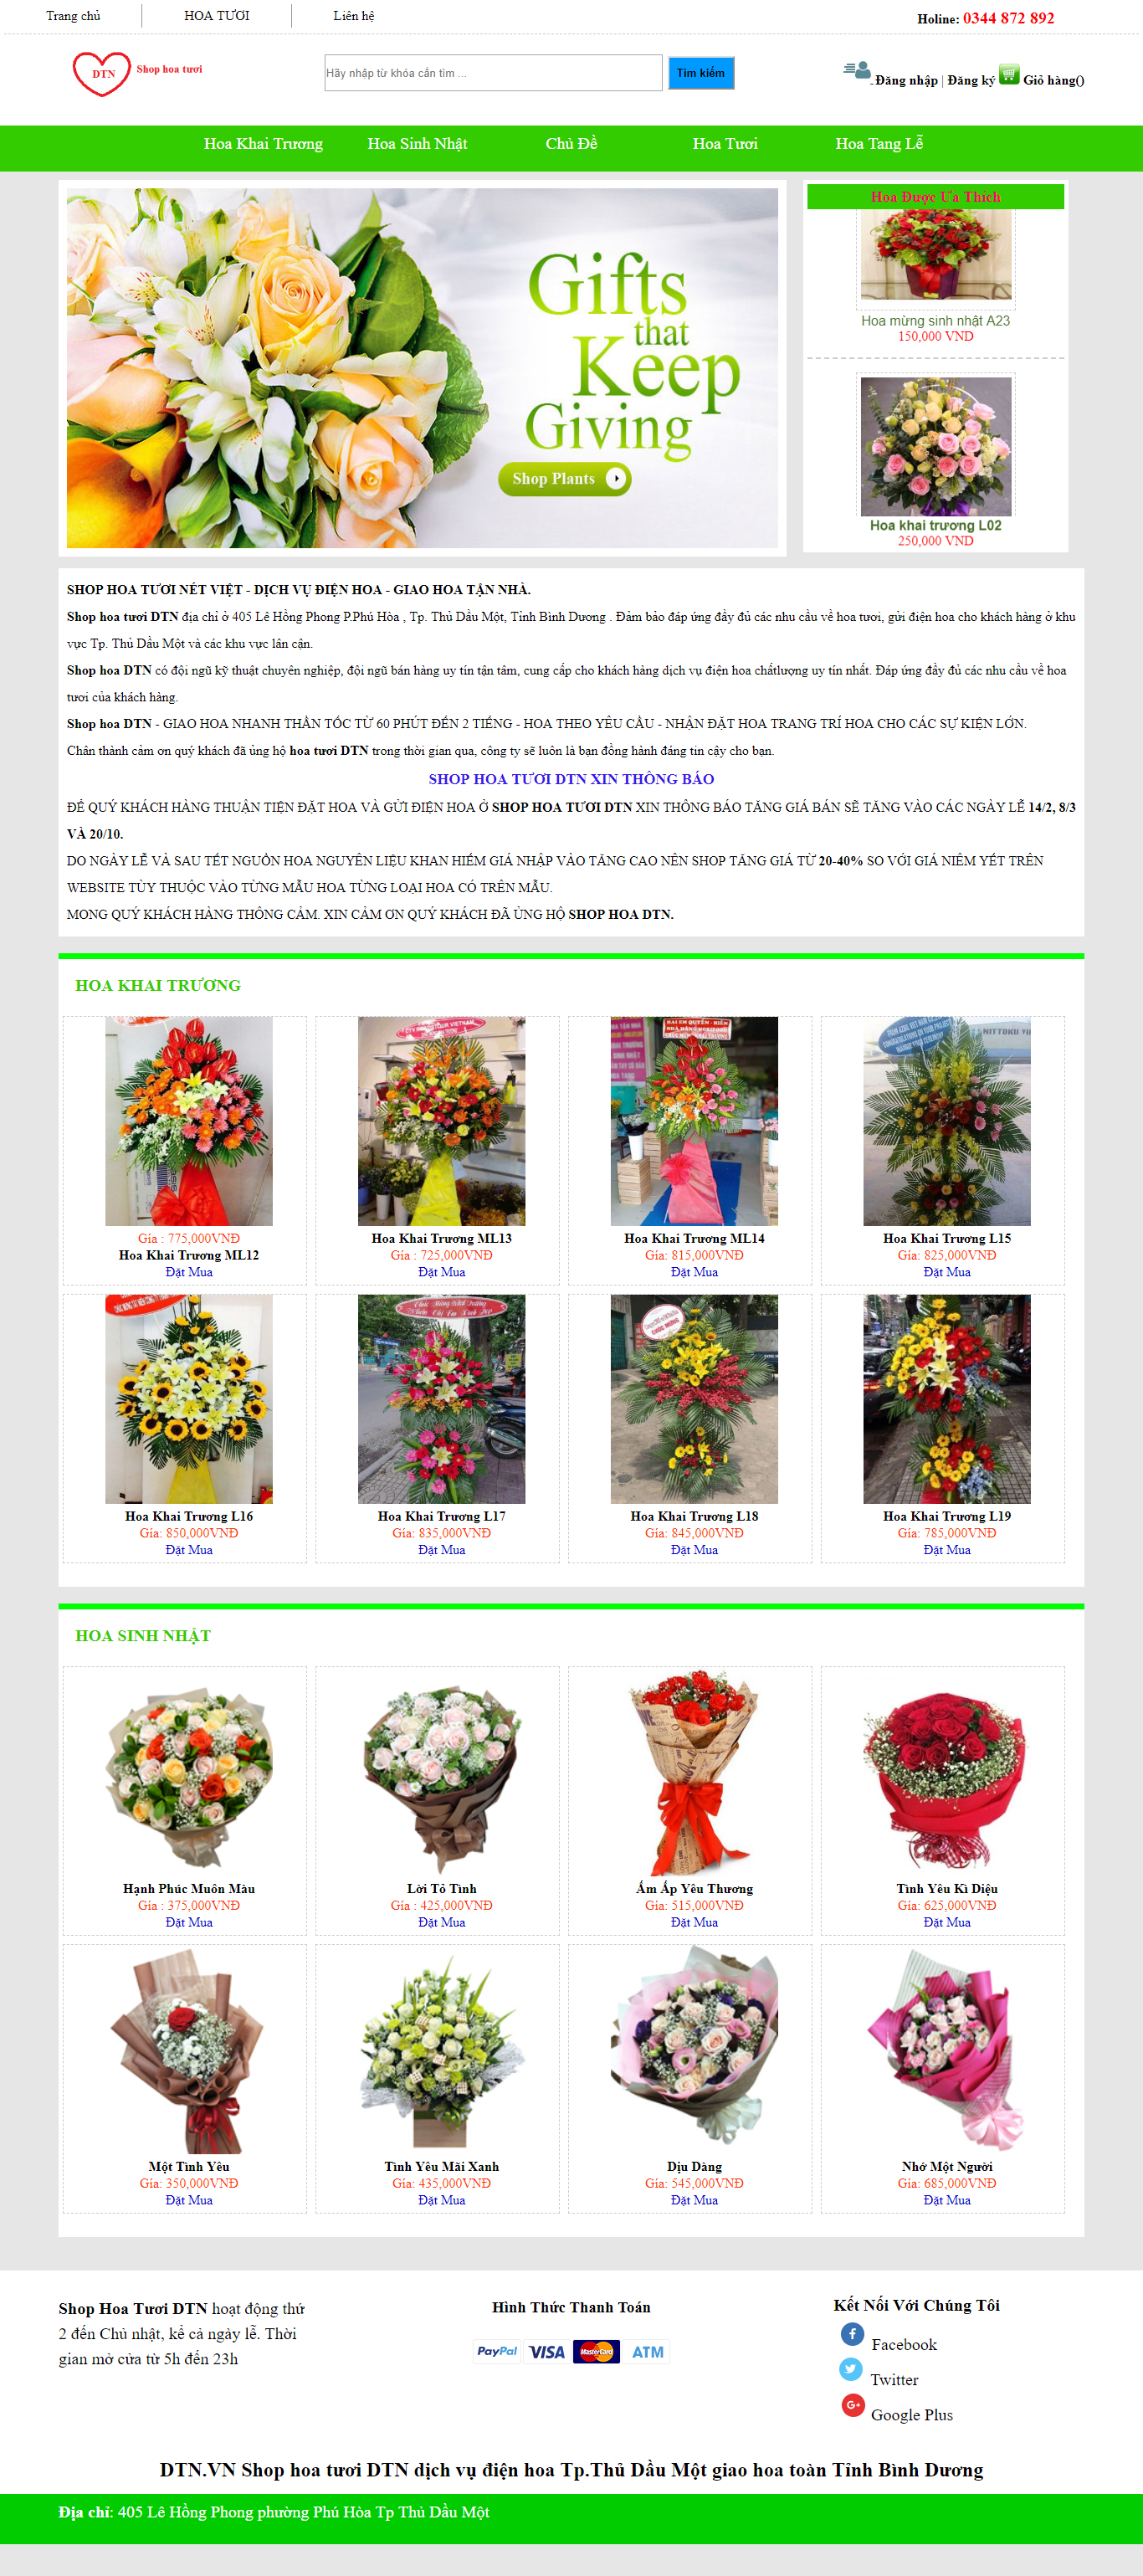 Trang chủ
HOA TƯƠI
Liên hệ
Holine: 0344 872 892
DTN
Shop hoa tươi
Hãy nhập từ khóa cần tìm ...
Tìm kiếm
Đăng nhập | Đăng ký
Giỏ hàng()
Hoa Khai Trương
Hoa Sinh Nhật
Chủ Đề
Hoa Tươi
Hoa Tang Lễ
Gifts
that
Keep
Giving
Shop Plants
Hoa Được Ưa Thích
Hoa mừng sinh nhật A23
150,000 VND
Hoa khai trương L02
250,000 VND
SHOP HOA TƯƠI NÉT VIỆT - DỊCH VỤ ĐIỆN HOA - GIAO HOA TẬN NHÀ.
Shop hoa tươi DTN địa chỉ ở 405 Lê Hồng Phong P.Phú Hòa , Tp. Thủ Dầu Một, Tỉnh Bình Dương . Đảm bảo đáp ứng đầy đủ các nhu cầu về hoa tươi, gửi điện hoa cho khách hàng ở khu
vực Tp. Thủ Dầu Một và các khu vực lân cận.
Shop hoa DTN có đội ngũ kỹ thuật chuyên nghiệp, đội ngũ bán hàng uy tín tận tâm, cung cấp cho khách hàng dịch vụ điện hoa chấtlượng uy tín nhất. Đáp ứng đầy đủ các nhu cầu về hoa
tươi của khách hàng.
Shop hoa DTN - GIAO HOA NHANH THẦN TỐC TỪ 60 PHÚT ĐẾN 2 TIẾNG - HOA THEO YÊU CẦU - NHẬN ĐẶT HOA TRANG TRÍ HOA CHO CÁC SỰ KIỆN LỚN.
Chân thành cảm ơn quý khách đã ủng hộ hoa tươi DTN trong thời gian qua, công ty sẽ luôn là bạn đồng hành đáng tin cậy cho bạn.
SHOP HOA TƯƠI DTN XIN THÔNG BÁO
ĐỂ QUÝ KHÁCH HÀNG THUẬN TIỆN ĐẶT HOA VÀ GỬI ĐIỆN HOA Ở SHOP HOA TƯƠI DTN XIN THÔNG BÁO TĂNG GIÁ BÁN SẼ TĂNG VÀO CÁC NGÀY LỄ 14/2, 8/3
VÀ 20/10.
DO NGÀY LỄ VÀ SAU TẾT NGUỒN HOA NGUYÊN LIỆU KHAN HIẾM GIÁ NHẬP VÀO TĂNG CAO NÊN SHOP TĂNG GIÁ TỪ 20-40% SO VỚI GIÁ NIÊM YẾT TRÊN
WEBSITE TÙY THUỘC VÀO TỪNG MẪU HOA TỪNG LOẠI HOA CÓ TRÊN MẪU.
MONG QUÝ KHÁCH HÀNG THÔNG CẢM. XIN CẢM ƠN QUÝ KHÁCH ĐÃ ỦNG HỘ SHOP HOA DTN.
HOA KHAI TRƯƠNG
Gía : 775,000VNĐ
Hoa Khai Trương ML12
Đặt Mua
Hoa Khai Trương ML13
Gía : 725,000VNĐ
Đặt Mua
Hoa Khai Trương ML14
Gía: 815,000VNĐ
Đặt Mua
Hoa Khai Trương L15
Gía: 825,000VNĐ
Đặt Mua
Hoa Khai Trương L16
Gía: 850,000VNĐ
Đặt Mua
Hoa Khai Trương L17
Gía: 835,000VNĐ
Đặt Mua
Hoa Khai Trương L18
Gía: 845,000VNĐ
Đặt Mua
Hoa Khai Trương L19
Gía: 785,000VNĐ
Đặt Mua
HOA SINH NHẬT
Hạnh Phúc Muôn Màu
Gía : 375,000VNĐ
Đặt Mua
Lời Tỏ Tình
Gía : 425,000VNĐ
Đặt Mua
Ấm Ấp Yêu Thương
Gía: 515,000VNĐ
Đặt Mua
Tình Yêu Kì Diệu
Gía: 625,000VNĐ
Đặt Mua
Một Tình Yêu
Gía: 350,000VNĐ
Đặt Mua
Tình Yêu Mãi Xanh
Gía: 435,000VNĐ
Đặt Mua
Dịu Dàng
Gía: 545,000VNĐ
Đặt Mua
Nhớ Một Người
Gía: 685,000VNĐ
Đặt Mua
Shop Hoa Tươi DTN hoạt động thứ
2 đến Chủ nhật, kể cả ngày lễ. Thời
gian mở cửa từ 5h đến 23h
Hình Thức Thanh Toán
PayPal VISA MasterCard ATM
Kết Nối Với Chúng Tôi
Facebook
Twitter
Google Plus
DTN.VN Shop hoa tươi DTN dịch vụ điện hoa Tp.Thủ Dầu Một giao hoa toàn Tỉnh Bình Dương
Địa chỉ: 405 Lê Hồng Phong phường Phú Hòa Tp Thủ Dầu Một